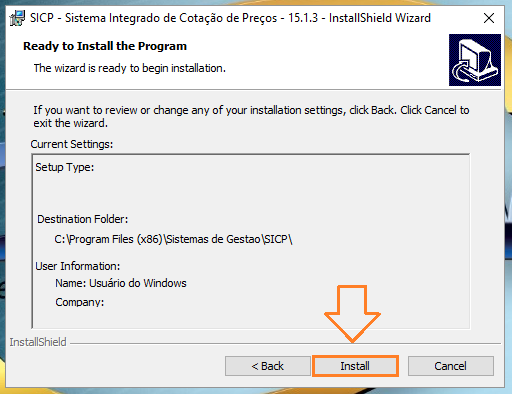 SICP - Sistema Integrado de Cotação de Preços - 15.1.3 - InstallShield Wizard
Ready to Install the Program
The wizard is ready to begin installation.
If you want to review or change any of your installation settings, click Back. Click Cancel to
exit the wizard.
Current Settings:
Setup Type:
Destination Folder:
C:\Program Files (x86)\Sistemas de Gestao\SICP\
User Information:
Name: Usuário do Windows
Company:
InstallShield
< Back
Install
Cancel